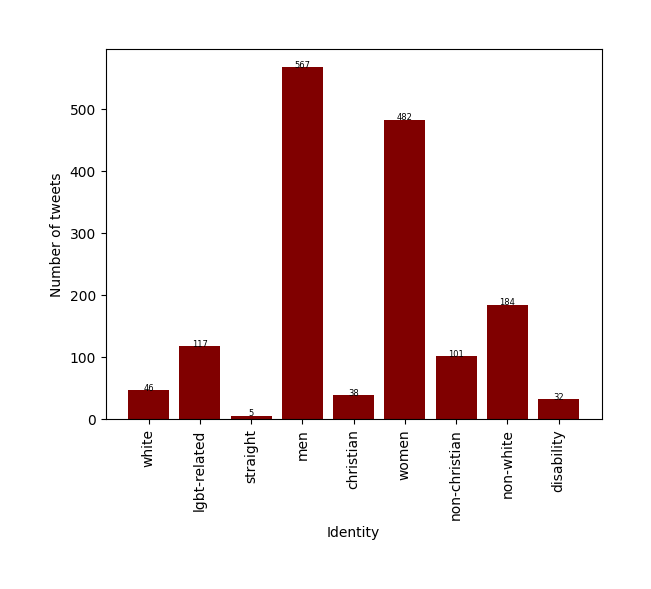 Number of tweets
500
400
300
200
100
0
46
117
5
567
38
482
101
184
32
white
lgbt-related
straight
men
christian
women
non-christian
non-white
disability
Identity